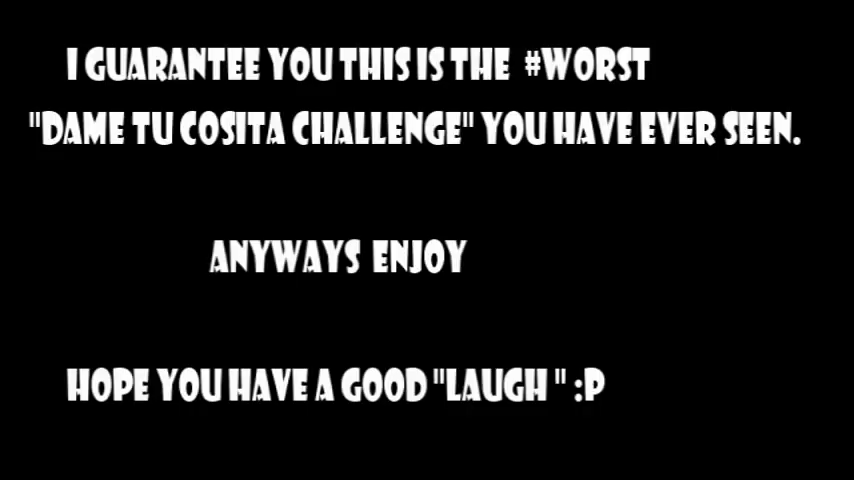 I GUARANTEE YOU THIS IS THE #WORST
"DAME TU COSITA CHALLENGE" YOU HAVE EVER SEEN.
ANYWAYS ENJOY
HOPE YOU HAVE A GOOD "LAUGH " :P